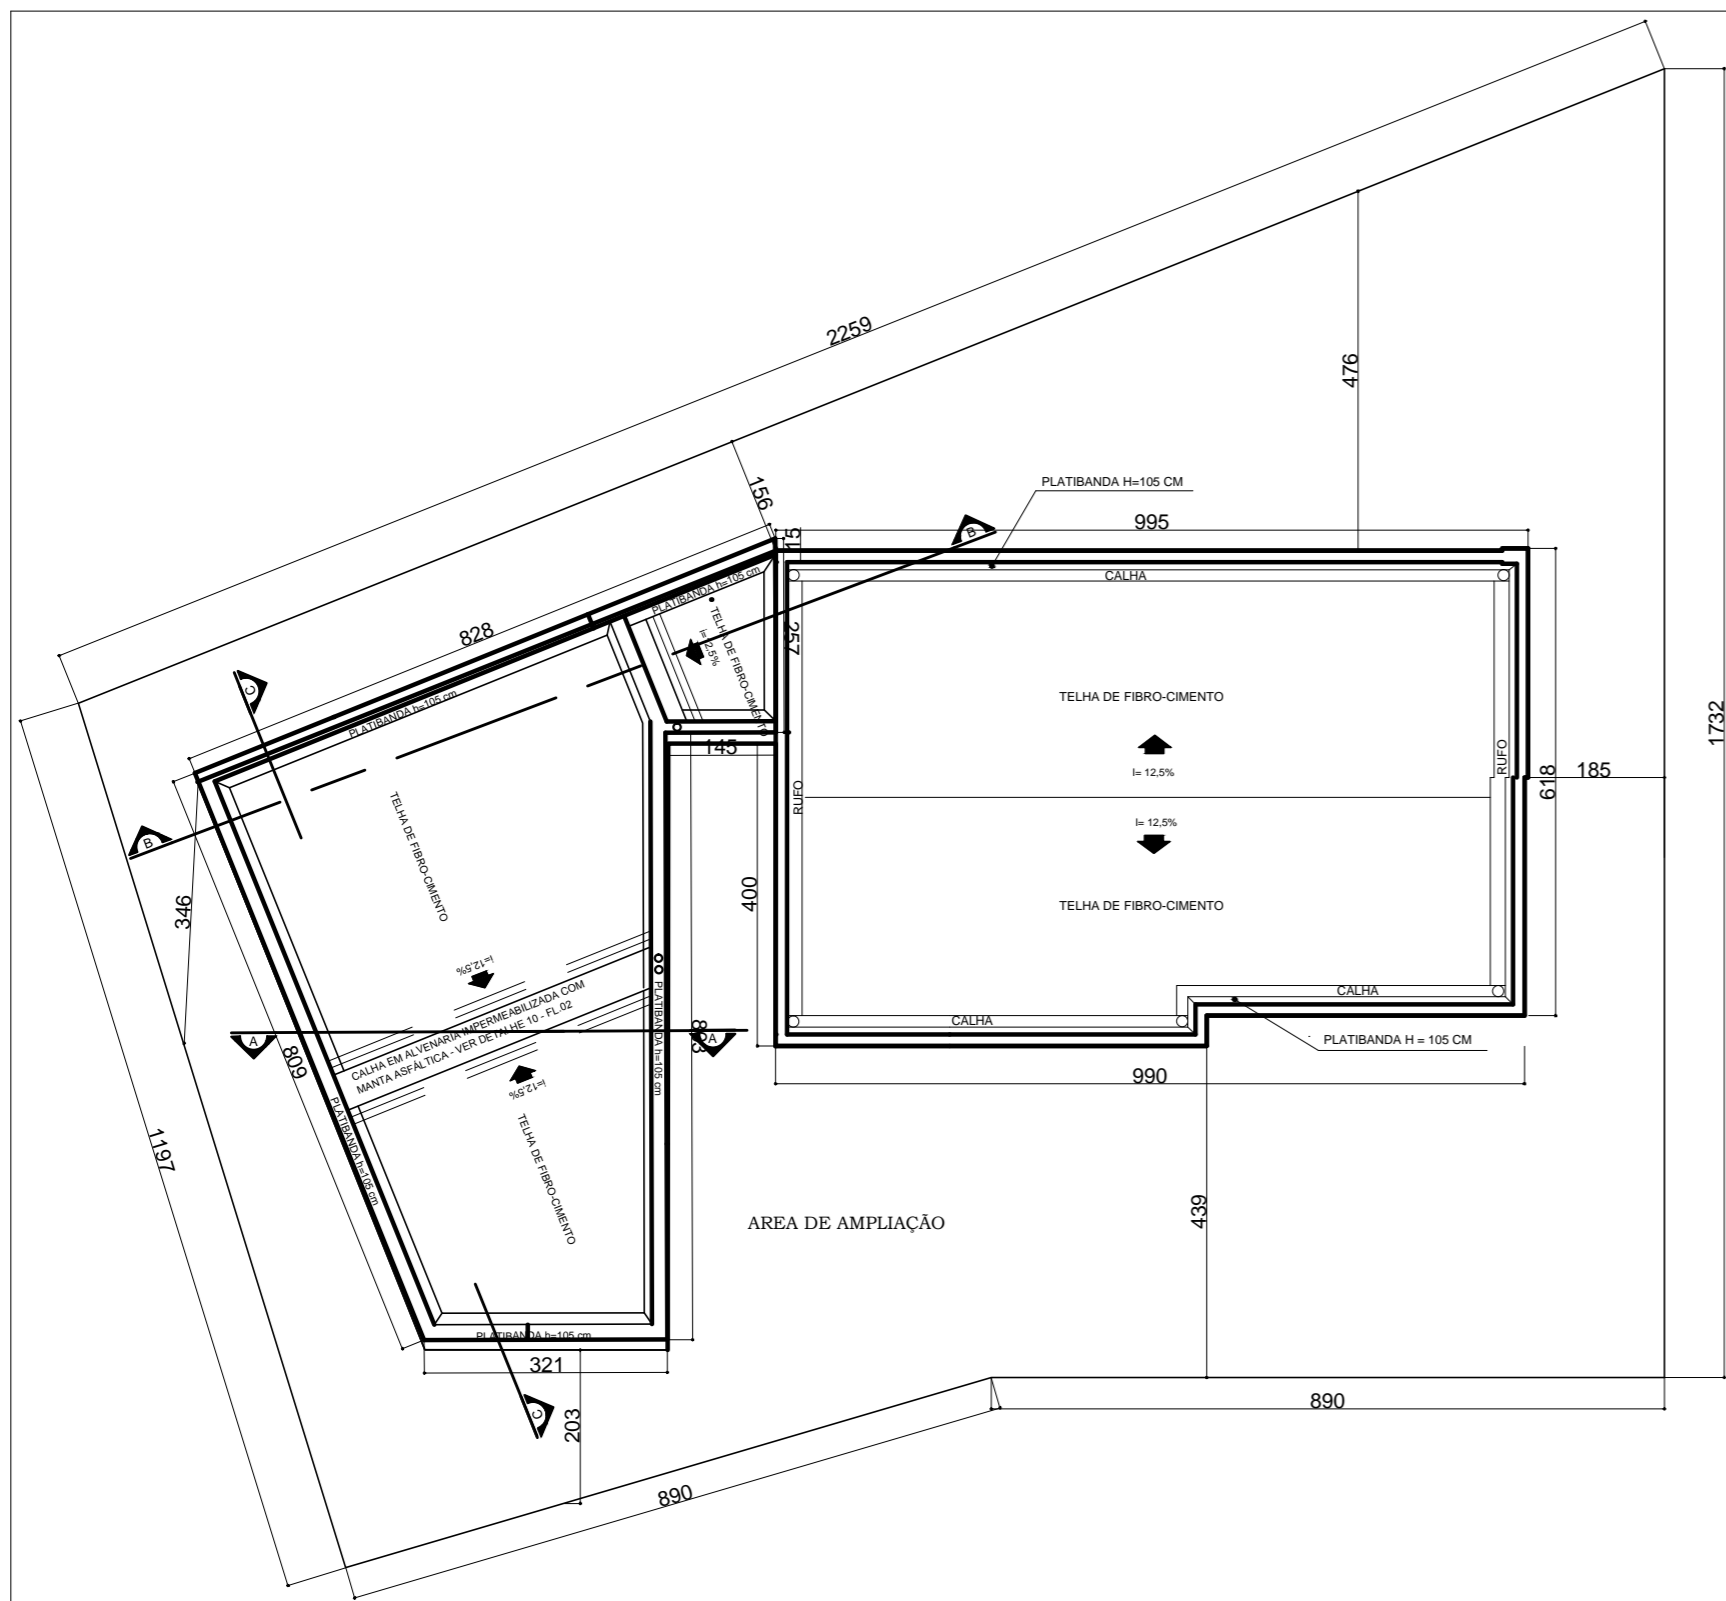 2259
476
156
PLATIBANDA H=105 CM
995
15
B
CALHA
PLATIBANDA h=105 cm
828
TELHA DE FIBRO-CIMENTO
i=12,5%
257
C
PLATIBANDA h=105 cm
TELHA DE FIBRO-CIMENTO
1732
145
I= 12,5%
RUFO
618
185
RUFO
TELHA DE FIBRO-CIMENTO
I= 12,5%
B
346
400
TELHA DE FIBRO-CIMENTO
i=12,5%
CALHA EM ALVENARIA IMPERMEABILIZADA COM
MANTA ASFÁLTICA - VER DETALHE 10 - FL.02
PLATIBANDA h=105 cm
CALHA
CALHA
A
A
PLATIBANDA H = 105 CM
809
990
i=12,5%
PLATIBANDA h=105 cm
1197
TELHA DE FIBRO-CIMENTO
439
AREA DE AMPLIAÇÃO
PLATIBANDA h=105 cm
321
C
203
890
890